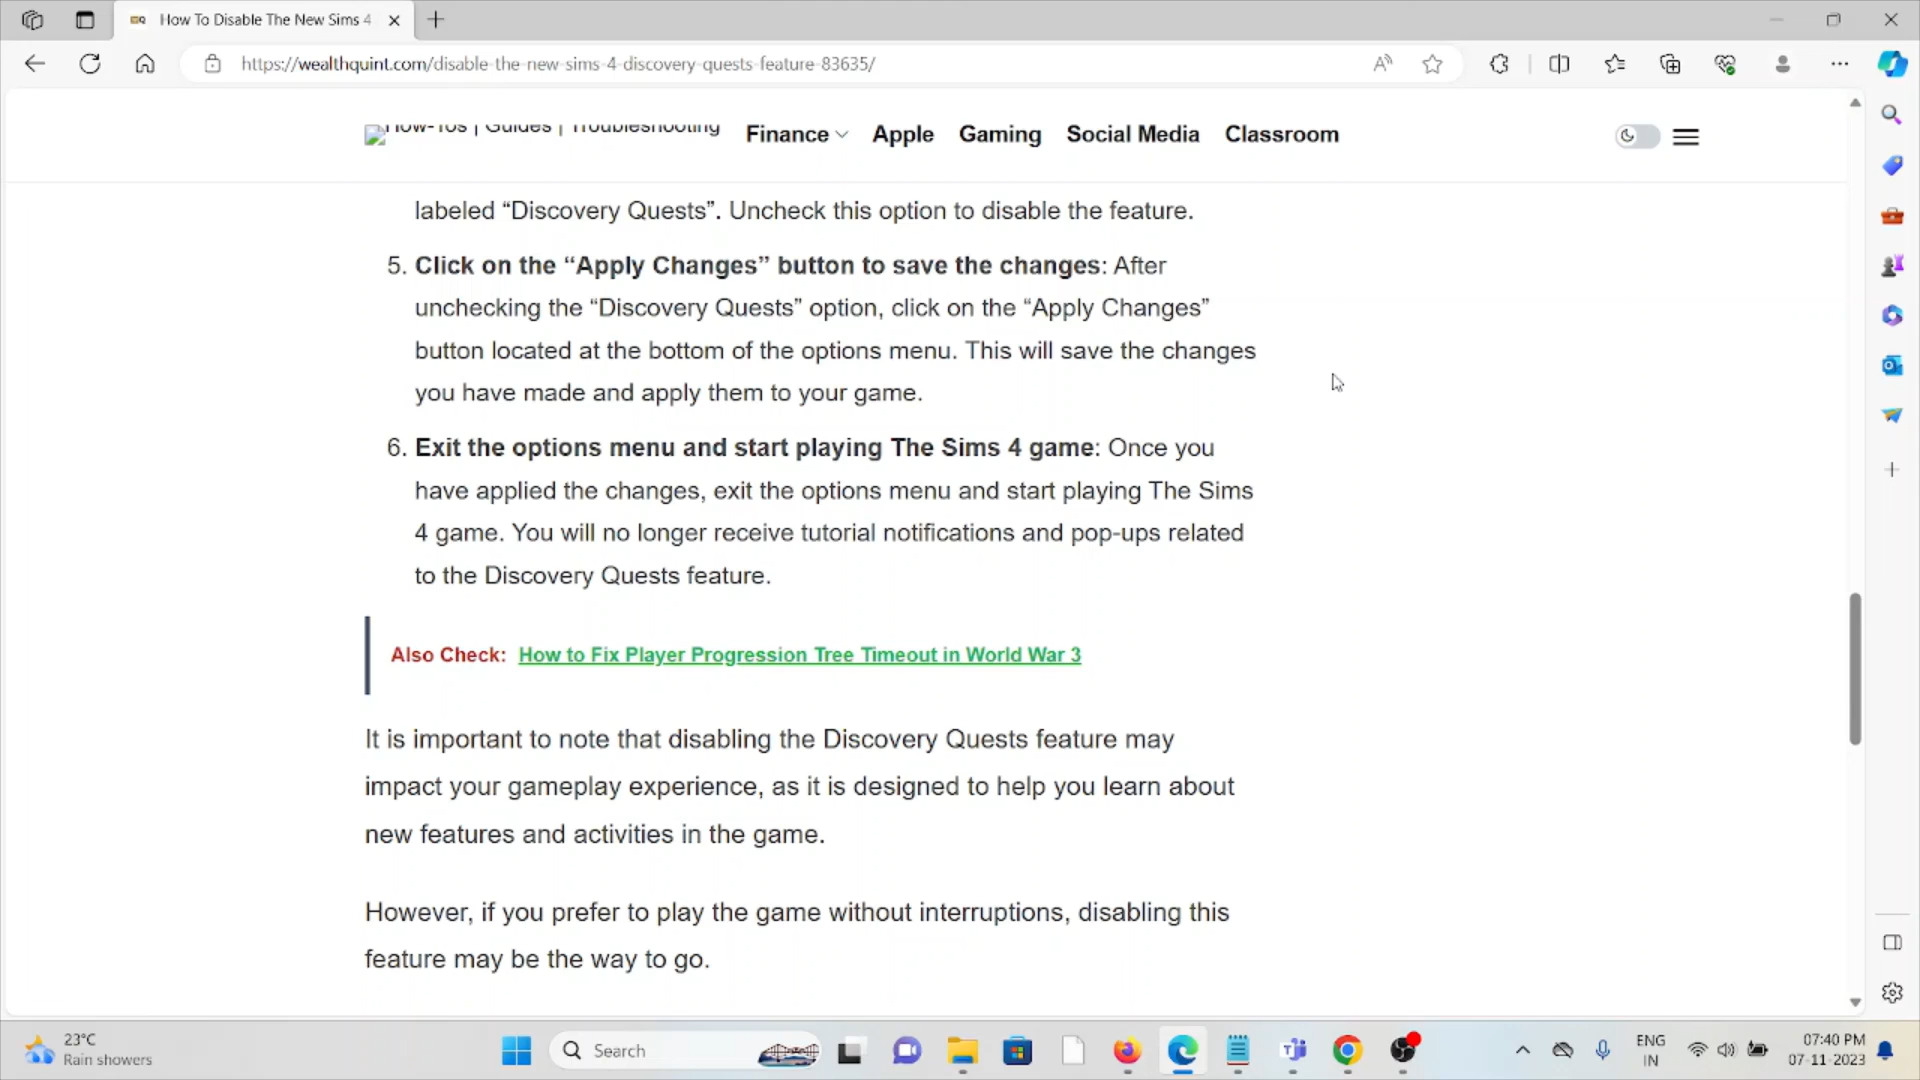 How To Disable The New Sims 4
https://wealthquint.com/disable-the-new-sims-4-discovery-quests-feature-83635/
How-Tos | Guides | Troubleshooting
Finance
Apple
Gaming
Social Media
Classroom
labeled “Discovery Quests”. Uncheck this option to disable the feature.
5. Click on the “Apply Changes” button to save the changes: After
unchecking the “Discovery Quests” option, click on the “Apply Changes”
button located at the bottom of the options menu. This will save the changes
you have made and apply them to your game.
6. Exit the options menu and start playing The Sims 4 game: Once you
have applied the changes, exit the options menu and start playing The Sims
4 game. You will no longer receive tutorial notifications and pop-ups related
to the Discovery Quests feature.
Also Check: How to Fix Player Progression Tree Timeout in World War 3
It is important to note that disabling the Discovery Quests feature may
impact your gameplay experience, as it is designed to help you learn about
new features and activities in the game.
However, if you prefer to play the game without interruptions, disabling this
feature may be the way to go.
23°C
Rain showers
Search
ENG
IN
07:40 PM
07-11-2023